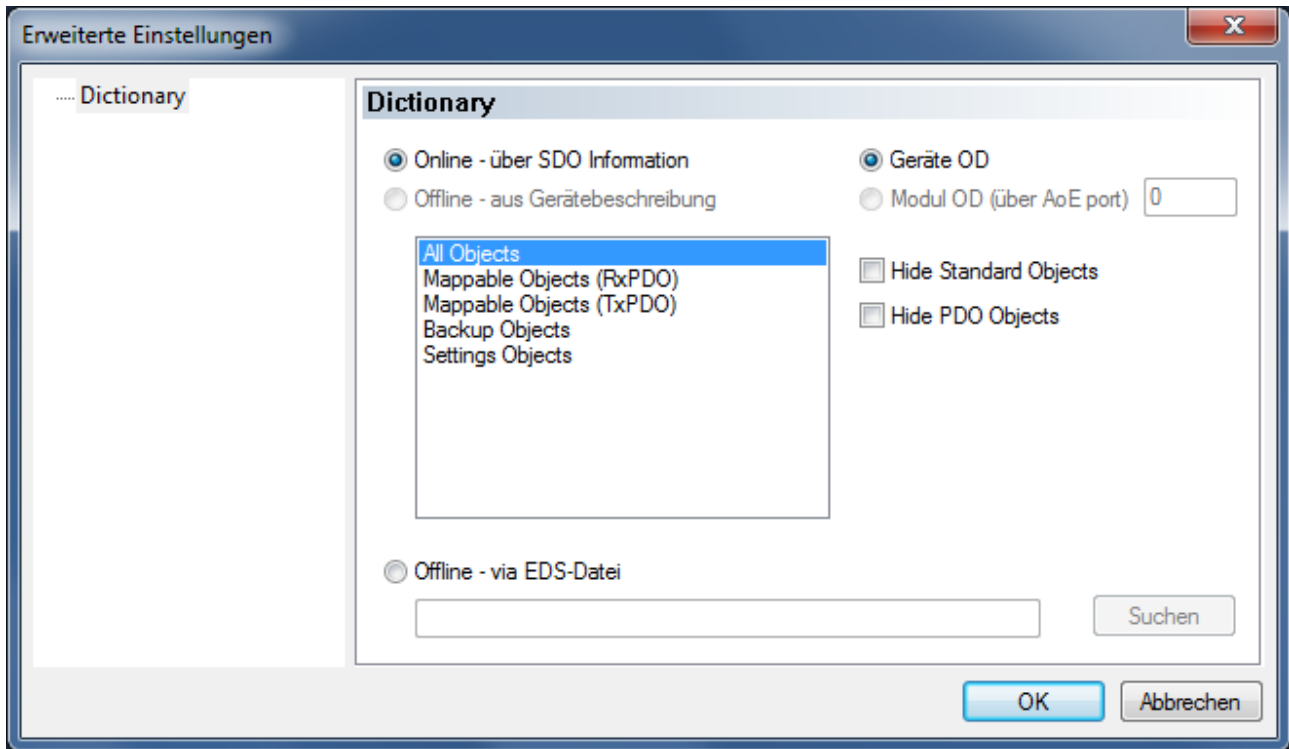 Erweiterte Einstellungen
X
Dictionary
Dictionary
Online - über SDO Information
Geräte OD
Offline - aus Gerätebeschreibung
Modul OD (über AoE port) 0
All Objects
Mappable Objects (RxPDO)
Mappable Objects (TxPDO)
Backup Objects
Settings Objects
Hide Standard Objects
Hide PDO Objects
Offline - via EDS-Datei
Suchen
OK
Abbrechen